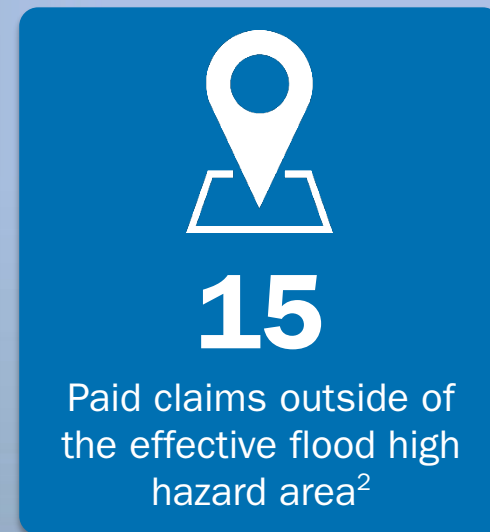 15
Paid claims outside of
the effective flood high
hazard area²